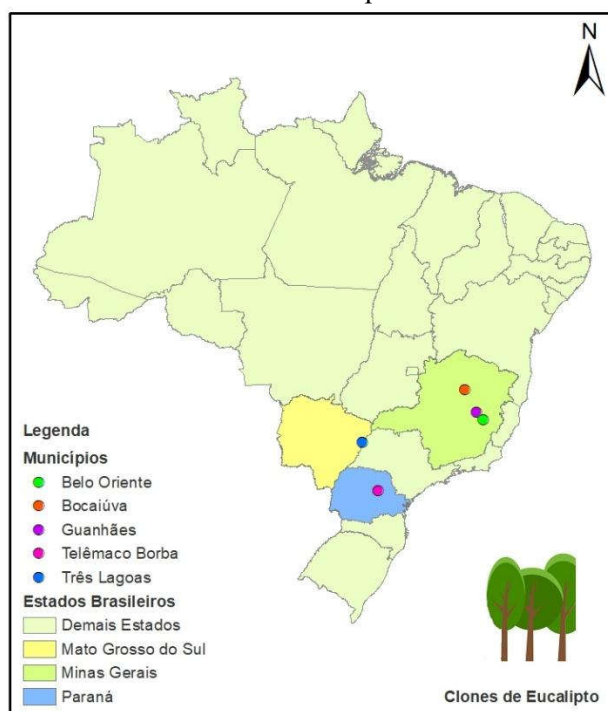 N
Legenda
Municípios
Belo Oriente
Bocaiúva
Guanhães
Telêmaco Borba
Três Lagoas
Estados Brasileiros
Demais Estados
Mato Grosso do Sul
Minas Gerais
Paraná
Clones de Eucalipto